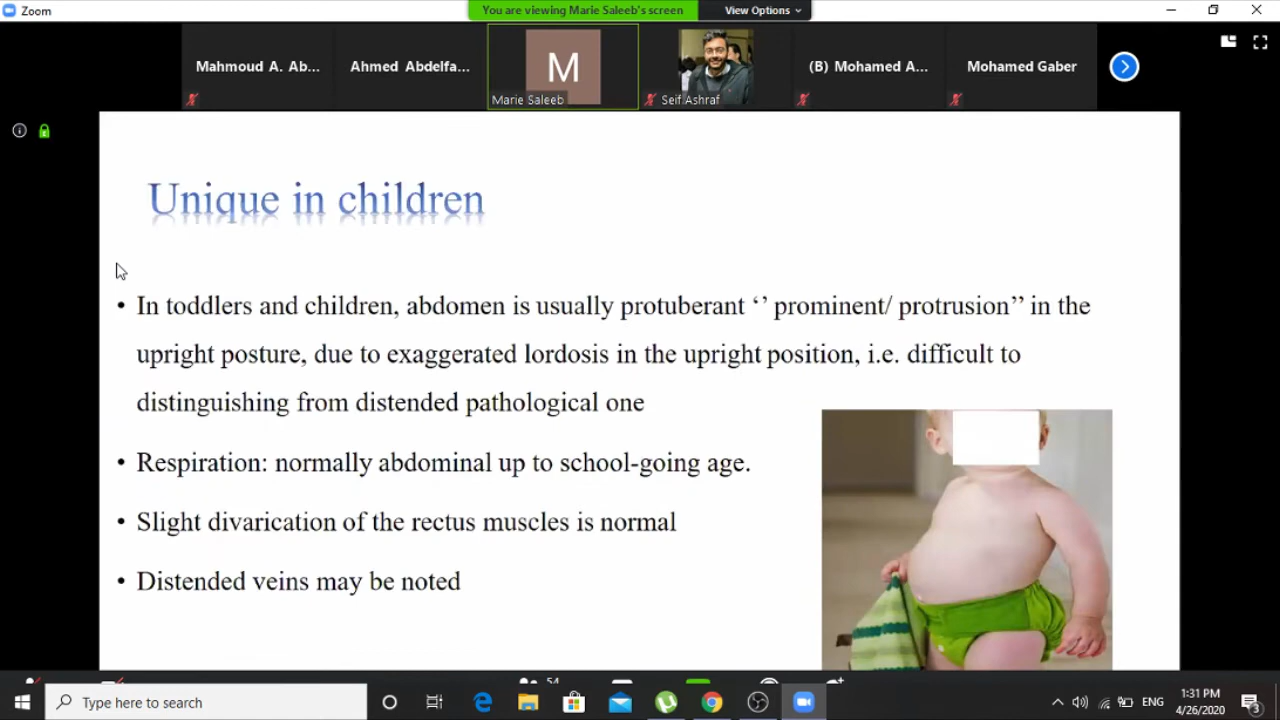 Zoom
You are viewing Marie Saleeb's screen
View Options
Mahmoud A. Ab...
Ahmed Abdelfa...
M
Marie Saleeb
Seif Ashraf
(B) Mohamed A...
Mohamed Gaber
Unique in children
• In toddlers and children, abdomen is usually protuberant ‘’ prominent/ protrusion’’ in the
upright posture, due to exaggerated lordosis in the upright position, i.e. difficult to
distinguishing from distended pathological one
• Respiration: normally abdominal up to school-going age.
• Slight divarication of the rectus muscles is normal
• Distended veins may be noted
54
Type here to search
ENG
1:31 PM
4/26/2020
3